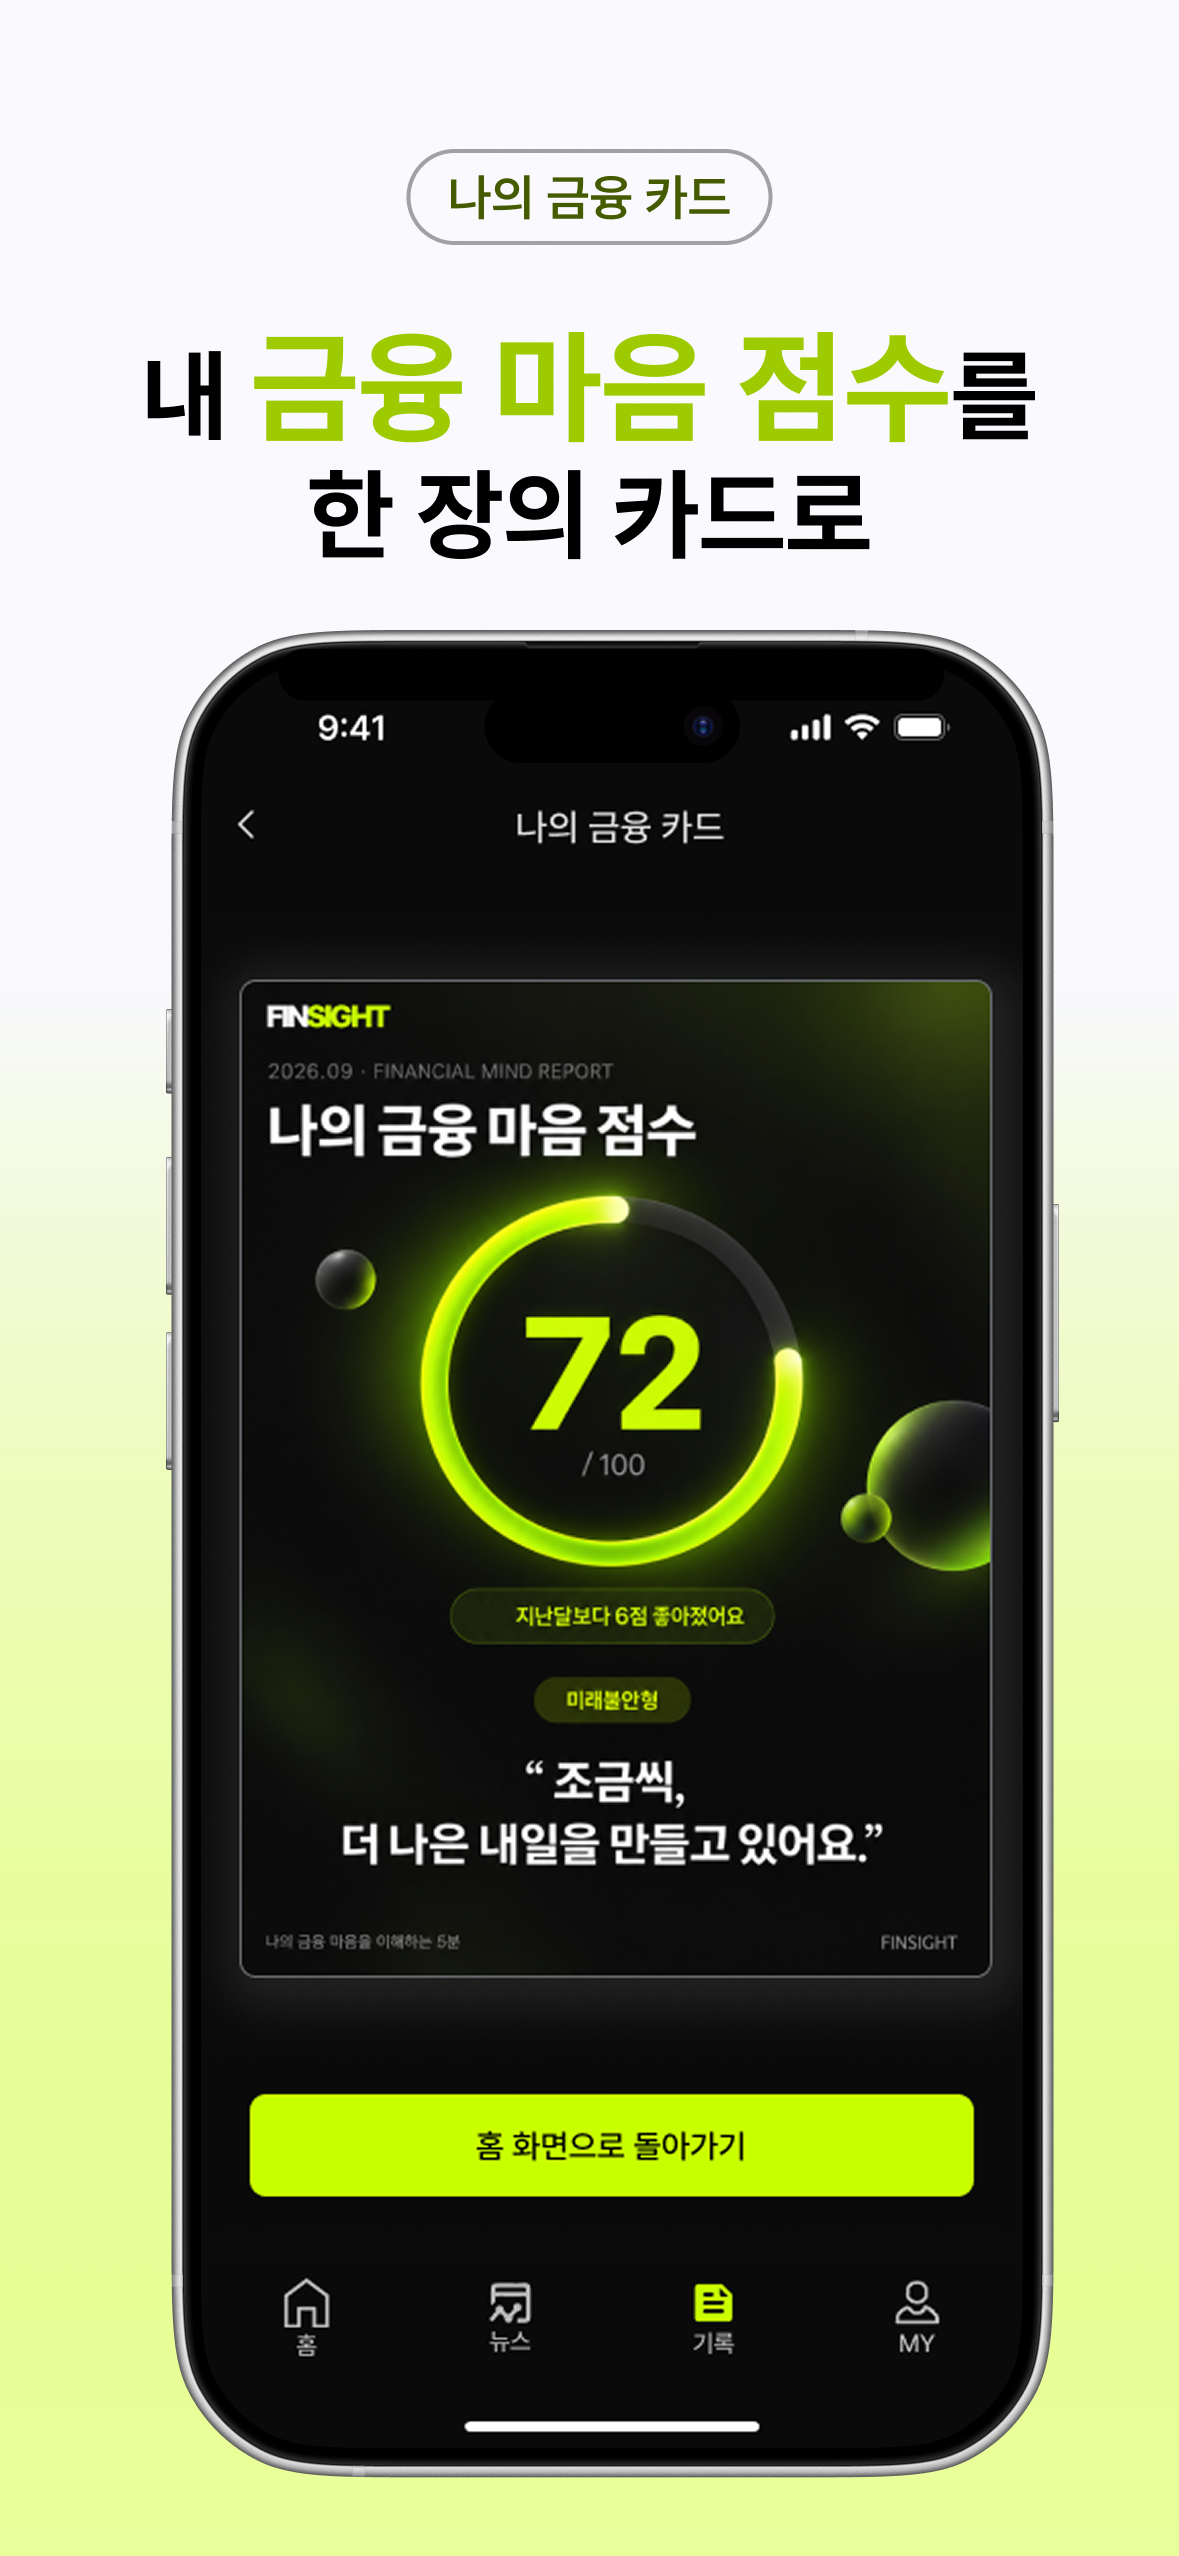 나의 금융 카드
내 금융 마음 점수를
한 장의 카드로
9:41
나의 금융 카드
FINSIGHT
2026.09 · FINANCIAL MIND REPORT
나의 금융 마음 점수
72
/ 100
지난달보다 6점 좋아졌어요
미래불안형
“ 조금씩,
더 나은 내일을 만들고 있어요.”
나의 금융 마음을 이해하는 5분
FINSIGHT
홈 화면으로 돌아가기
홈
뉴스
기록
MY